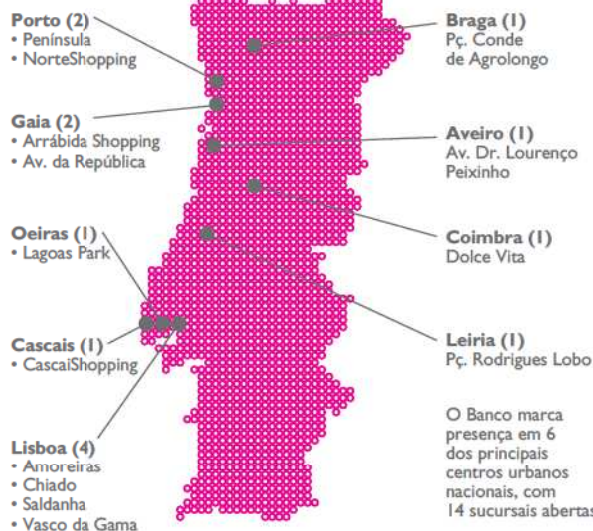 Porto (2)
• Península
• NorteShopping
Gaia (2)
• Arrábida Shopping
• Av. da República
Oeiras (1)
• Lagoas Park
Cascais (1)
• CascaiShopping
Lisboa (4)
• Amoreiras
• Chiado
• Saldanha
• Vasco da Gama
Braga (1)
Pç. Conde
de Agrolongo
Aveiro (1)
Av. Dr. Lourenço
Peixinho
Coimbra (1)
Dolce Vita
Leiria (1)
Pç. Rodrigues Lobo
O Banco marca
presença em 6
dos principais
centros urbanos
nacionais, com
14 sucursais abertas